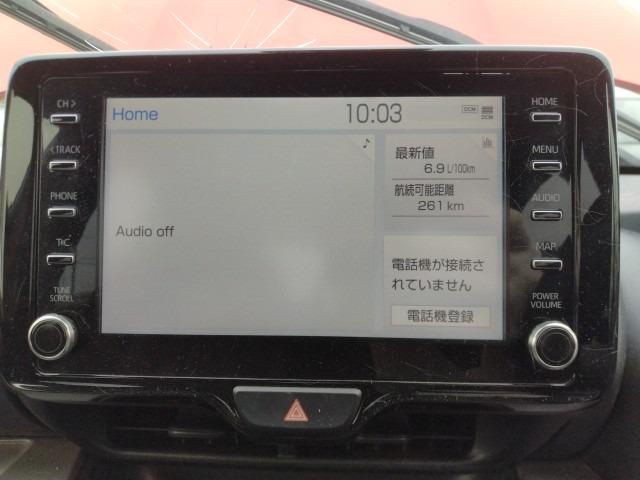 CH >
< TRACK
PHONE
T·C
TUNE
SCROLL
Home
10:03
DCM
DCM
♪
Audio off
最新値
6.9 L/100km
航続可能距離
261 km
電話機が接続さ
れていません
電話機登録
HOME
MENU
AUDIO
MAP
POWER
VOLUME